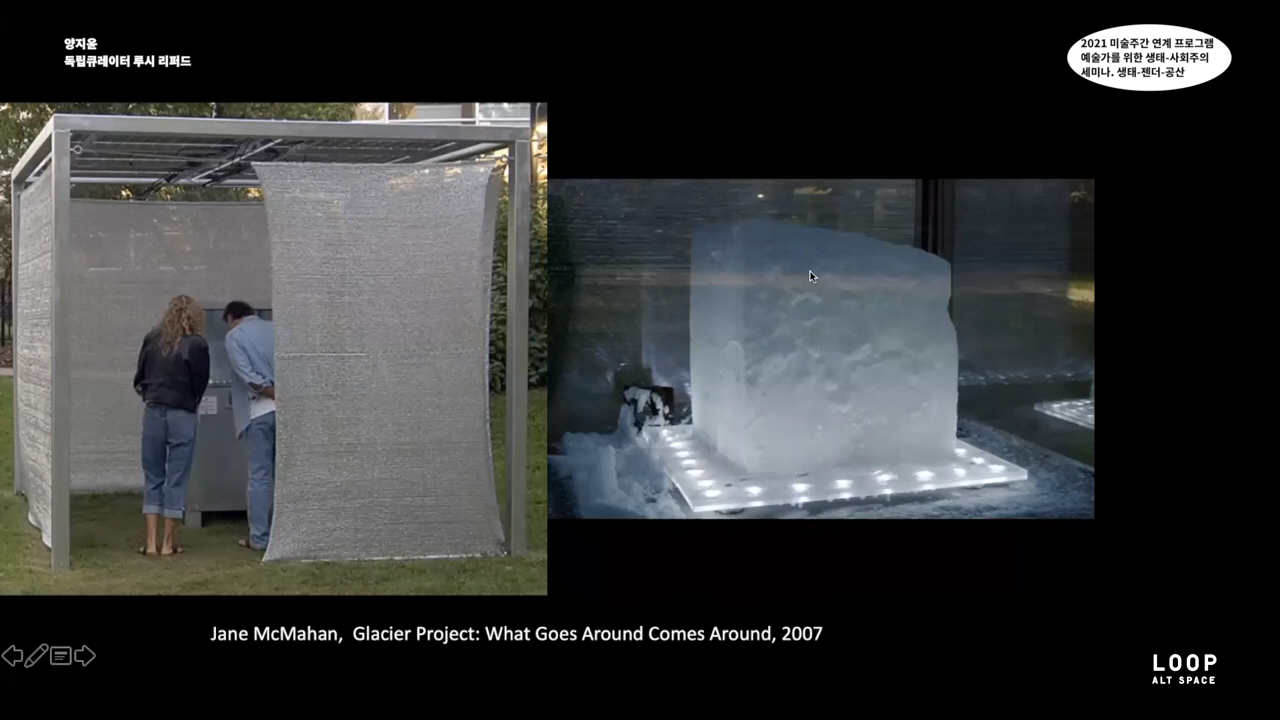 양지윤
독립큐레이터 루시 리퍼드
2021 미술주간 연계 프로그램
예술가를 위한 생태-사회주의
세미나. 생태-젠더-공산
Jane McMahan,  Glacier Project: What Goes Around Comes Around, 2007
LOOP
ALT SPACE